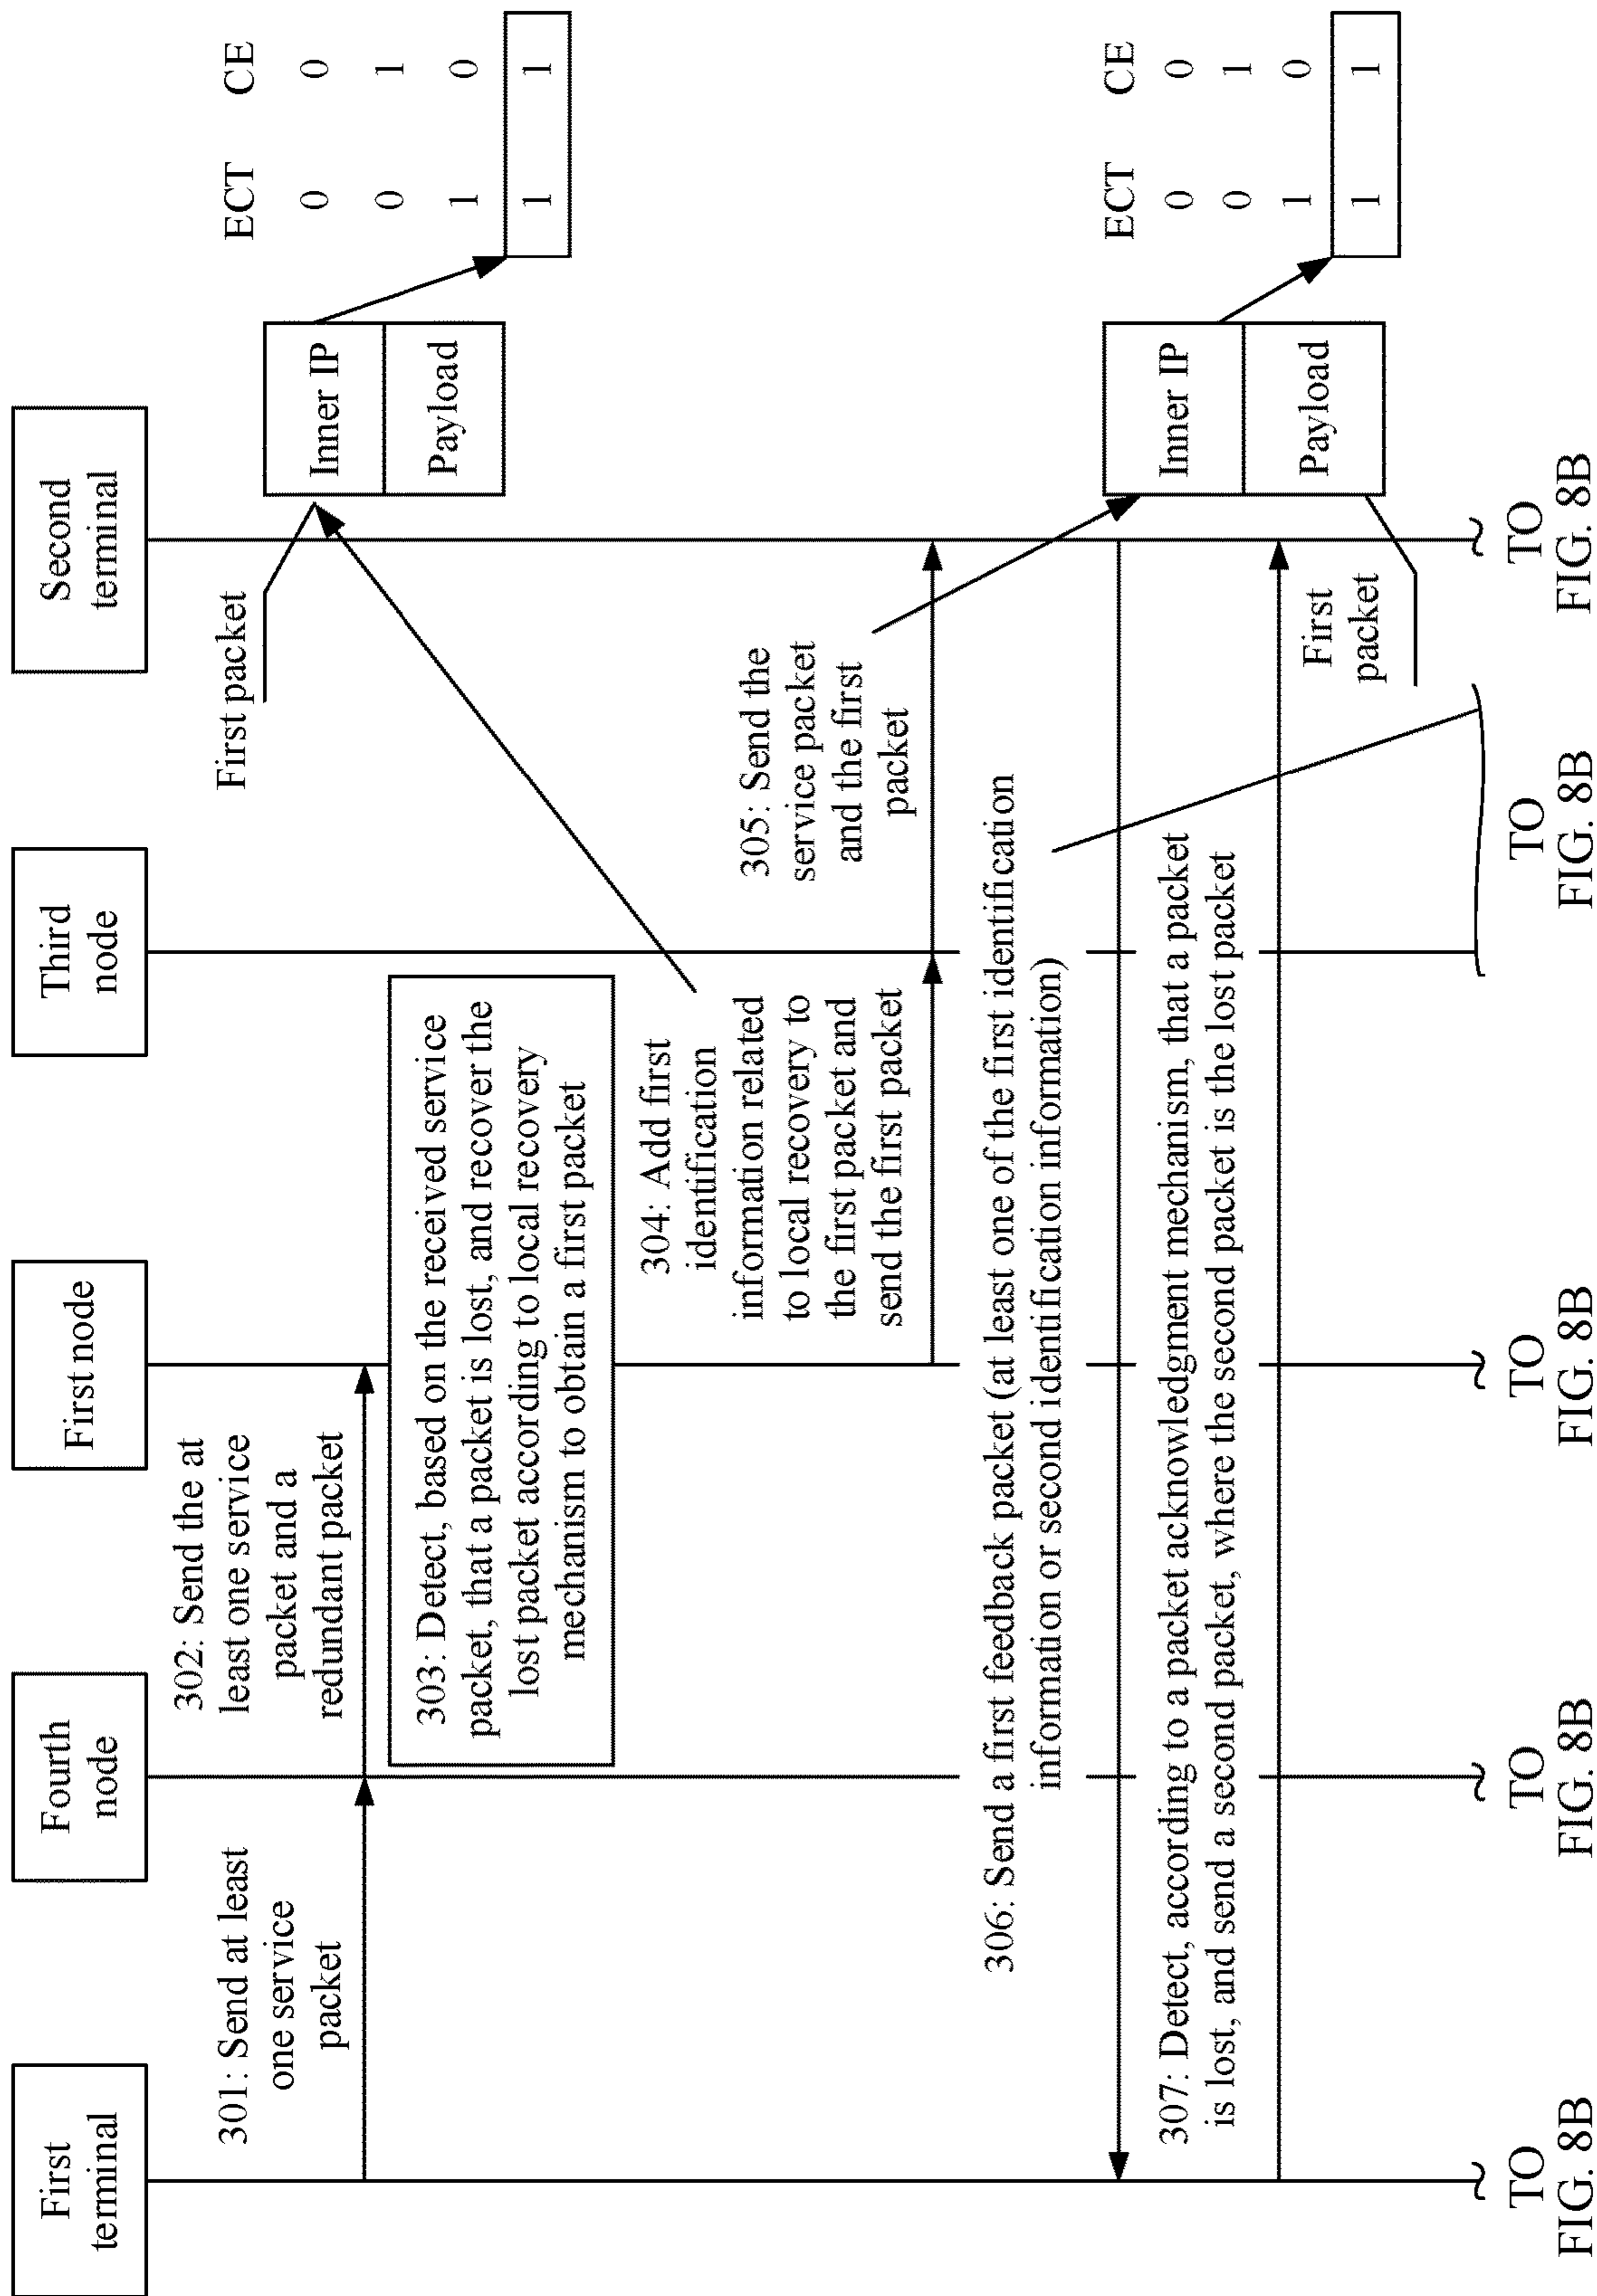 First
terminal
Fourth
node
First node
Third
node
Second
terminal
301: Send at least
one service
packet
302: Send the at
least one service
packet and a
redundant packet
303: Detect, based on the received service
packet, that a packet is lost, and recover the
lost packet according to local recovery
mechanism to obtain a first packet
304: Add first
identification
information related
to local recovery to
the first packet and
send the first packet
First packet
Inner IP
Payload
ECT CE
0 0
0 1
1 0
1 1
305: Send the
service packet
and the first
packet
306: Send a first feedback packet (at least one of the first identification
information or second identification information)
307: Detect, according to a packet acknowledgment mechanism, that a packet
is lost, and send a second packet, where the second packet is the lost packet
First
packet
Inner IP
Payload
ECT CE
0 0
0 1
1 0
1 1
TO
FIG. 8B
TO
FIG. 8B
TO
FIG. 8B
TO
FIG. 8B
TO
FIG. 8B